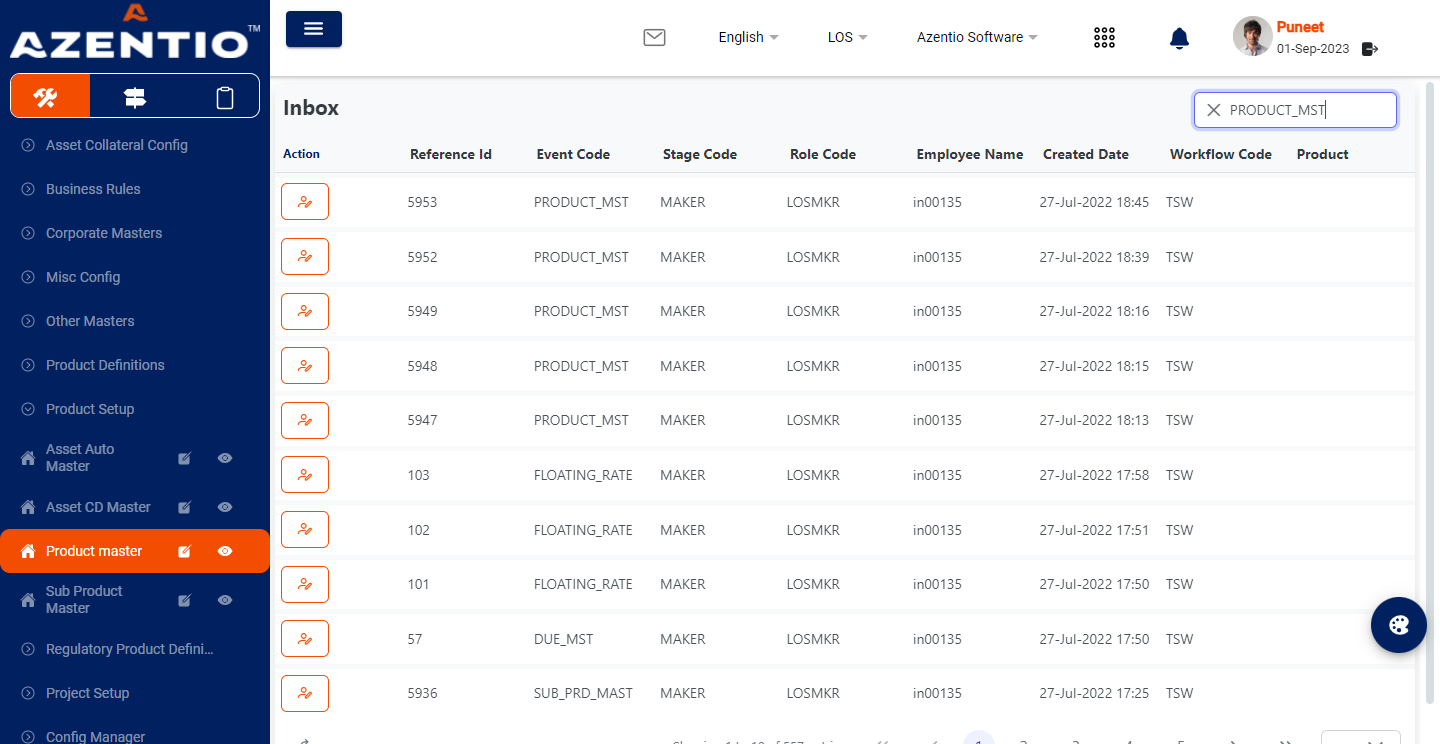 AZENTIO™
English
LOS
Azentio Software
Puneet
01-Sep-2023
Asset Collateral Config
Business Rules
Corporate Masters
Misc Config
Other Masters
Product Definitions
Product Setup
Asset Auto
Master
Asset CD Master
Product master
Sub Product
Master
Regulatory Product Defini...
Project Setup
Config Manager
Inbox
PRODUCT_MST
Action Reference Id Event Code Stage Code Role Code Employee Name Created Date Workflow Code Product
5953 PRODUCT_MST MAKER LOSMKR in00135 27-Jul-2022 18:45 TSW
5952 PRODUCT_MST MAKER LOSMKR in00135 27-Jul-2022 18:39 TSW
5949 PRODUCT_MST MAKER LOSMKR in00135 27-Jul-2022 18:16 TSW
5948 PRODUCT_MST MAKER LOSMKR in00135 27-Jul-2022 18:15 TSW
5947 PRODUCT_MST MAKER LOSMKR in00135 27-Jul-2022 18:13 TSW
103 FLOATING_RATE MAKER LOSMKR in00135 27-Jul-2022 17:58 TSW
102 FLOATING_RATE MAKER LOSMKR in00135 27-Jul-2022 17:51 TSW
101 FLOATING_RATE MAKER LOSMKR in00135 27-Jul-2022 17:50 TSW
57 DUE_MST MAKER LOSMKR in00135 27-Jul-2022 17:50 TSW
5936 SUB_PRD_MAST MAKER LOSMKR in00135 27-Jul-2022 17:25 TSW